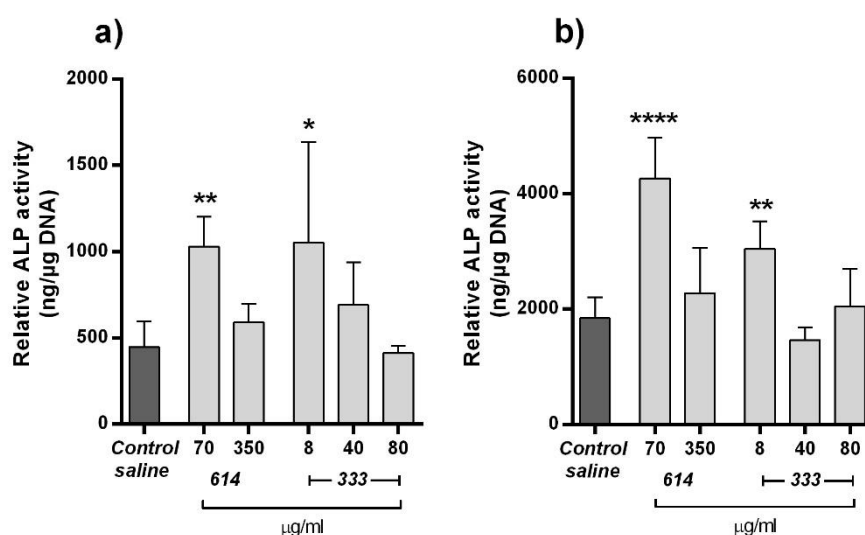 a)
Relative ALP activity
(ng/µg DNA)
2000
1500
1000
500
0
**
*
Control
saline
70
350
8
40
80
614
333
µg/ml
b)
Relative ALP activity
(ng/µg DNA)
6000
4000
2000
0
****
**
Control
saline
70
350
8
40
80
614
333
µg/ml